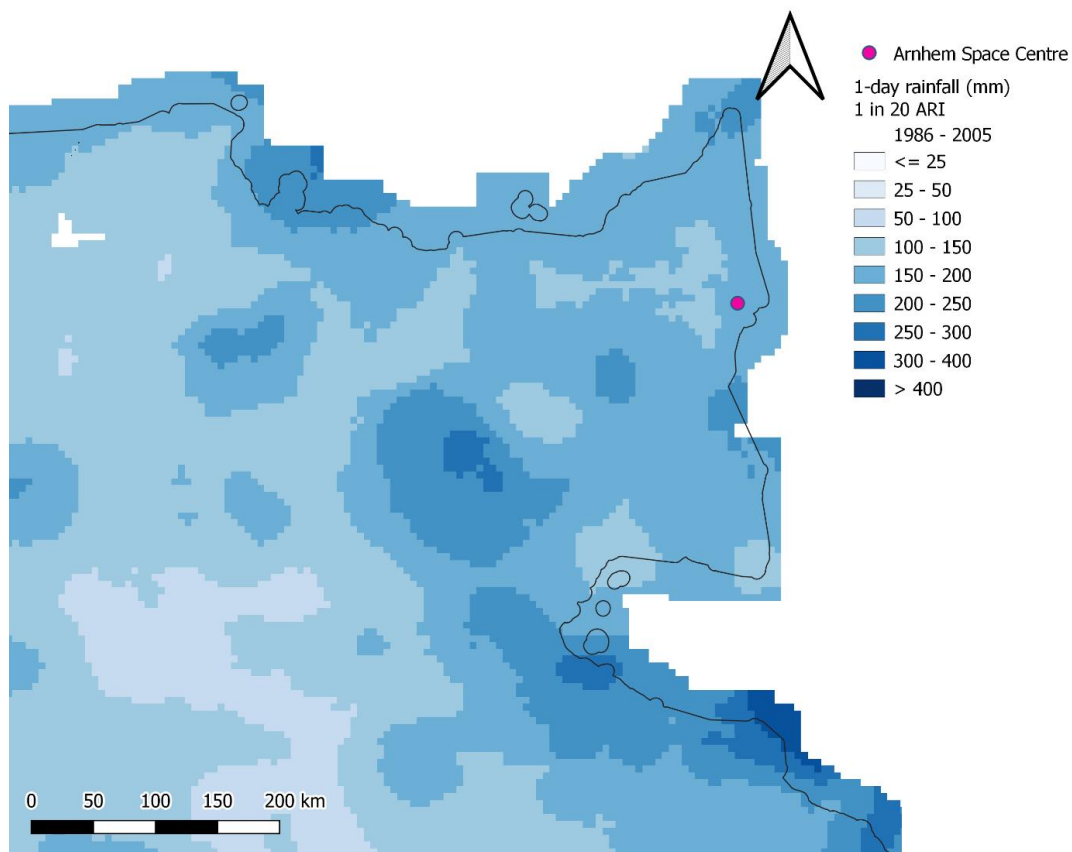 Arnhem Space Centre
1-day rainfall (mm)
1 in 20 ARI
1986 - 2005
<= 25
25 - 50
50 - 100
100 - 150
150 - 200
200 - 250
250 - 300
300 - 400
> 400
0 50 100 150 200 km